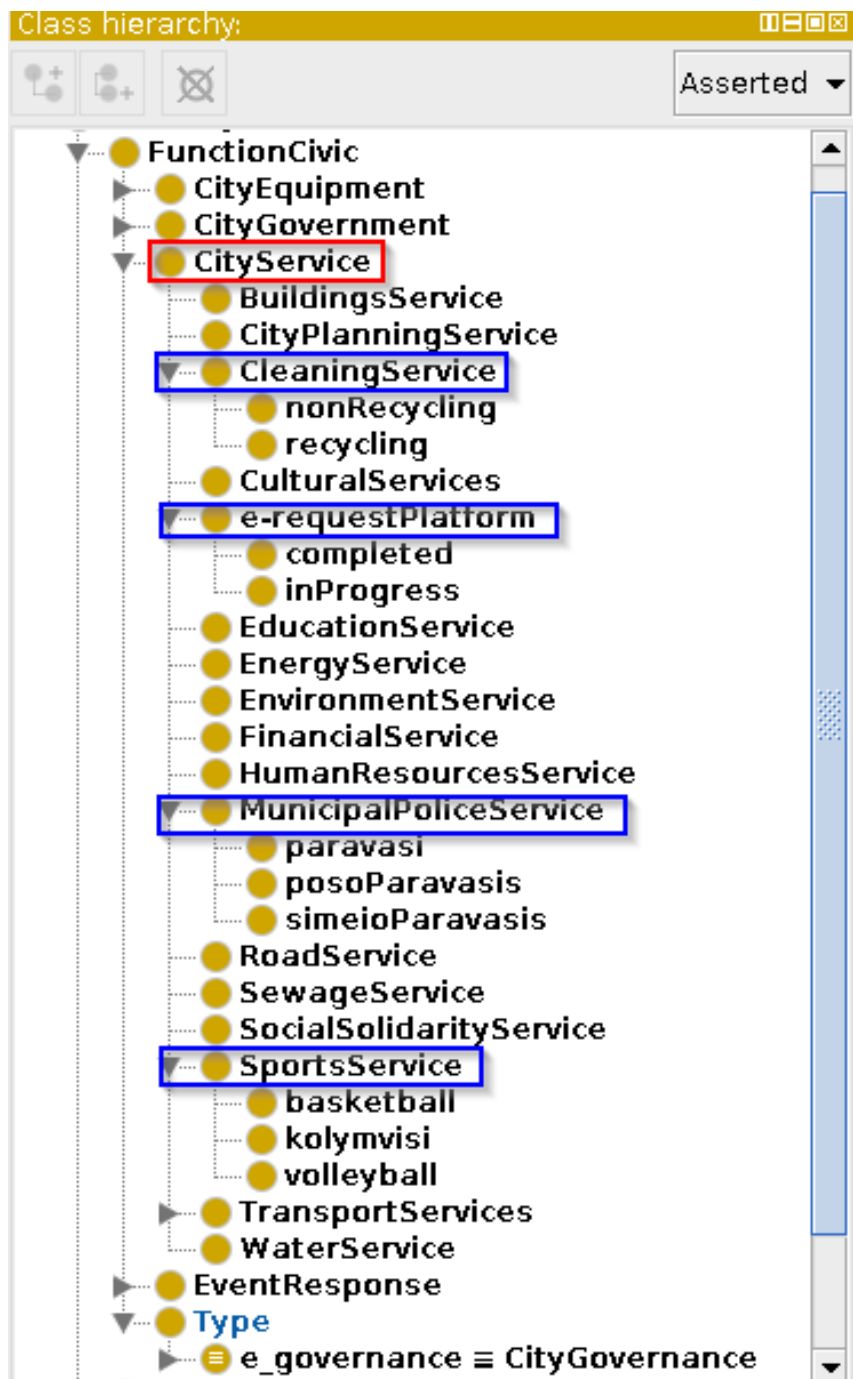 Class hierarchy:
Asserted
FunctionCivic
CityEquipment
CityGovernment
CityService
BuildingsService
CityPlanningService
CleaningService
nonRecycling
recycling
CulturalServices
e-requestPlatform
completed
inProgress
EducationService
EnergyService
EnvironmentService
FinancialService
HumanResourcesService
MunicipalPoliceService
paravasi
posoParavasis
simeioParavasis
RoadService
SewageService
SocialSolidarityService
SportsService
basketball
kolymvisi
volleyball
TransportServices
WaterService
EventResponse
Type
e_governance ≡ CityGovernance